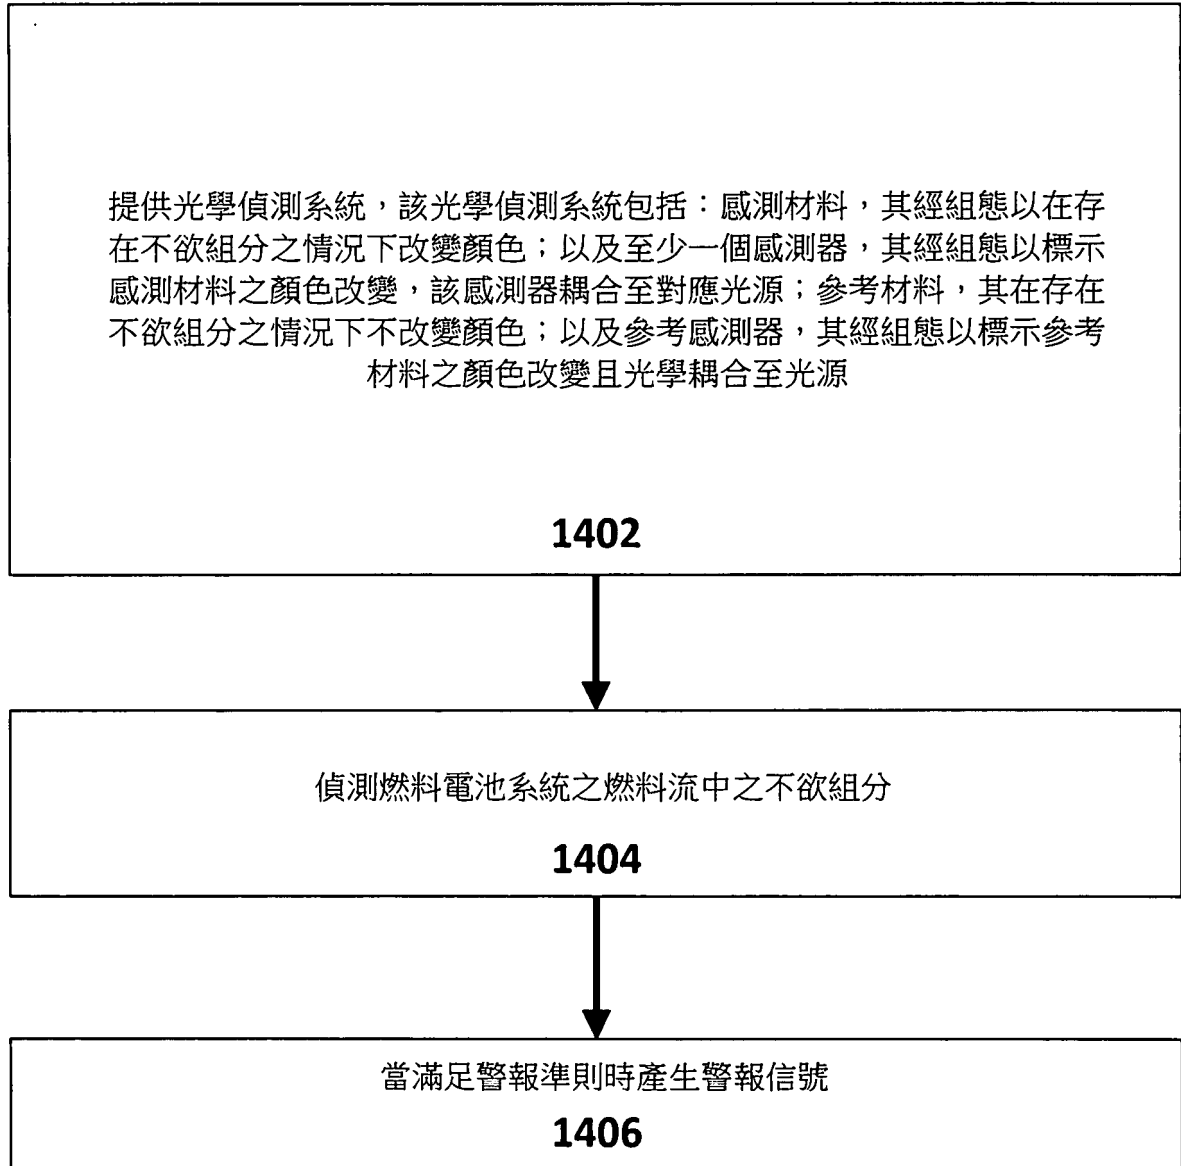 提供光學偵測系統，該光學偵測系統包括：感測材料，其經組態以在存
在不欲組分之情況下改變顏色；以及至少一個感測器，其經組態以標示
感測材料之顏色改變，該感測器耦合至對應光源；參考材料，其在存在
不欲組分之情況下不改變顏色；以及參考感測器，其經組態以標示參考
材料之顏色改變且光學耦合至光源
1402
偵測燃料電池系統之燃料流中之不欲組分
1404
當滿足警報準則時產生警報信號
1406